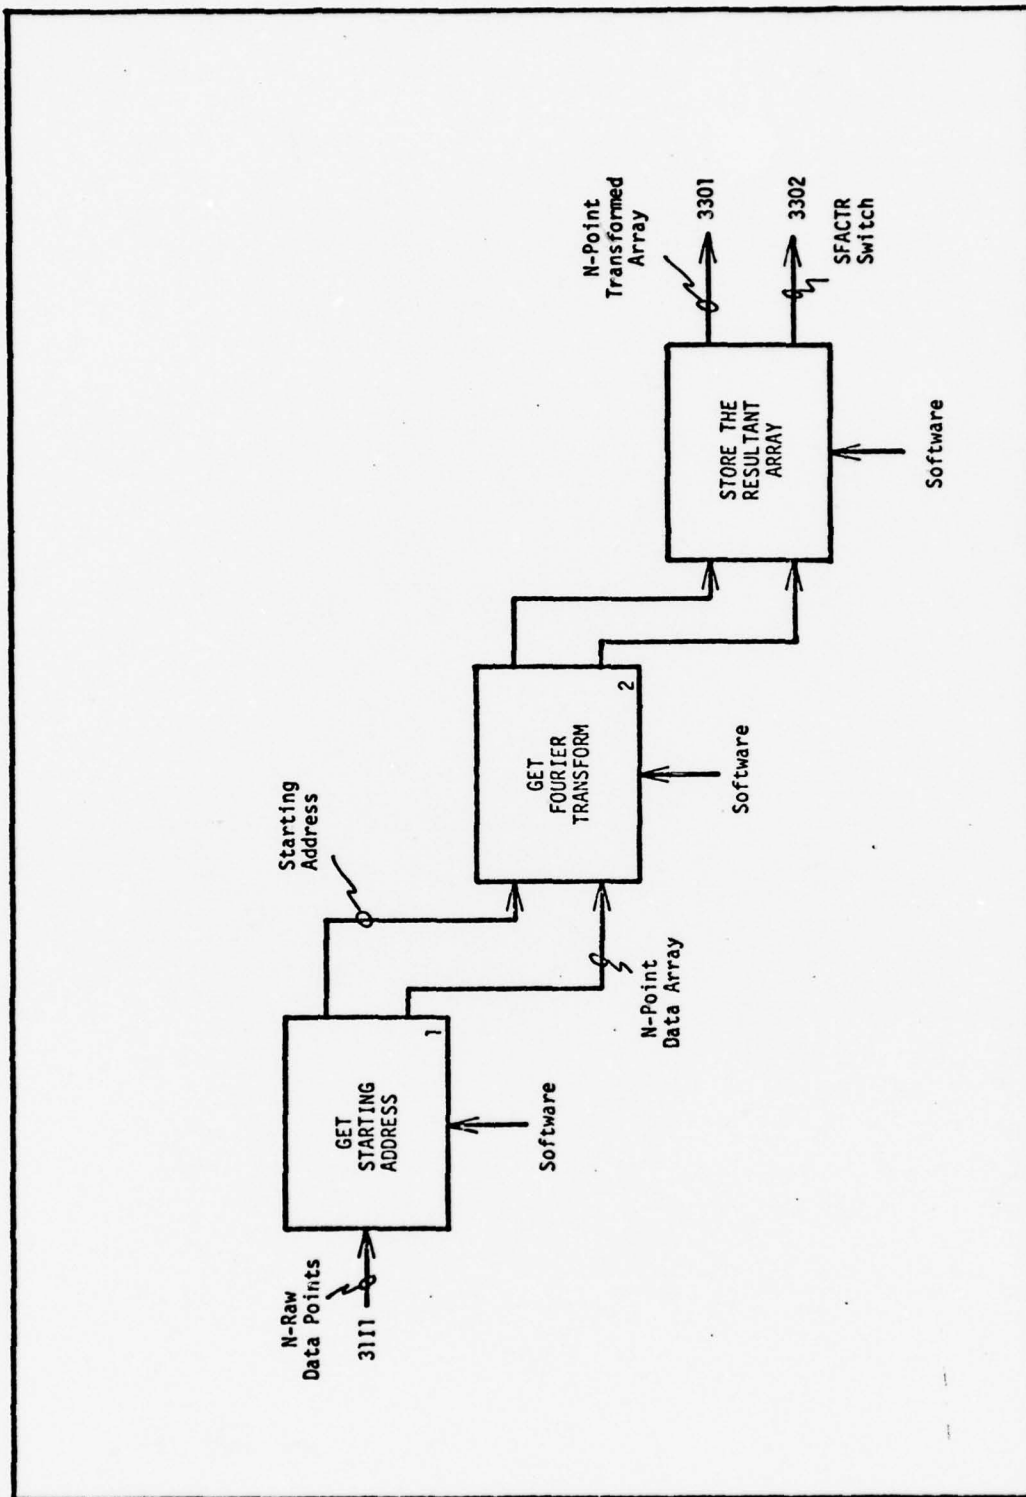 N-Raw
Data Points
3I11
GET
STARTING
ADDRESS
1
Software
Starting
Address
N-Point
Data Array
GET
FOURIER
TRANSFORM
2
Software
STORE THE
RESULTANT
ARRAY
Software
N-Point
Transformed
Array
3301
3302
SFACTR
Switch